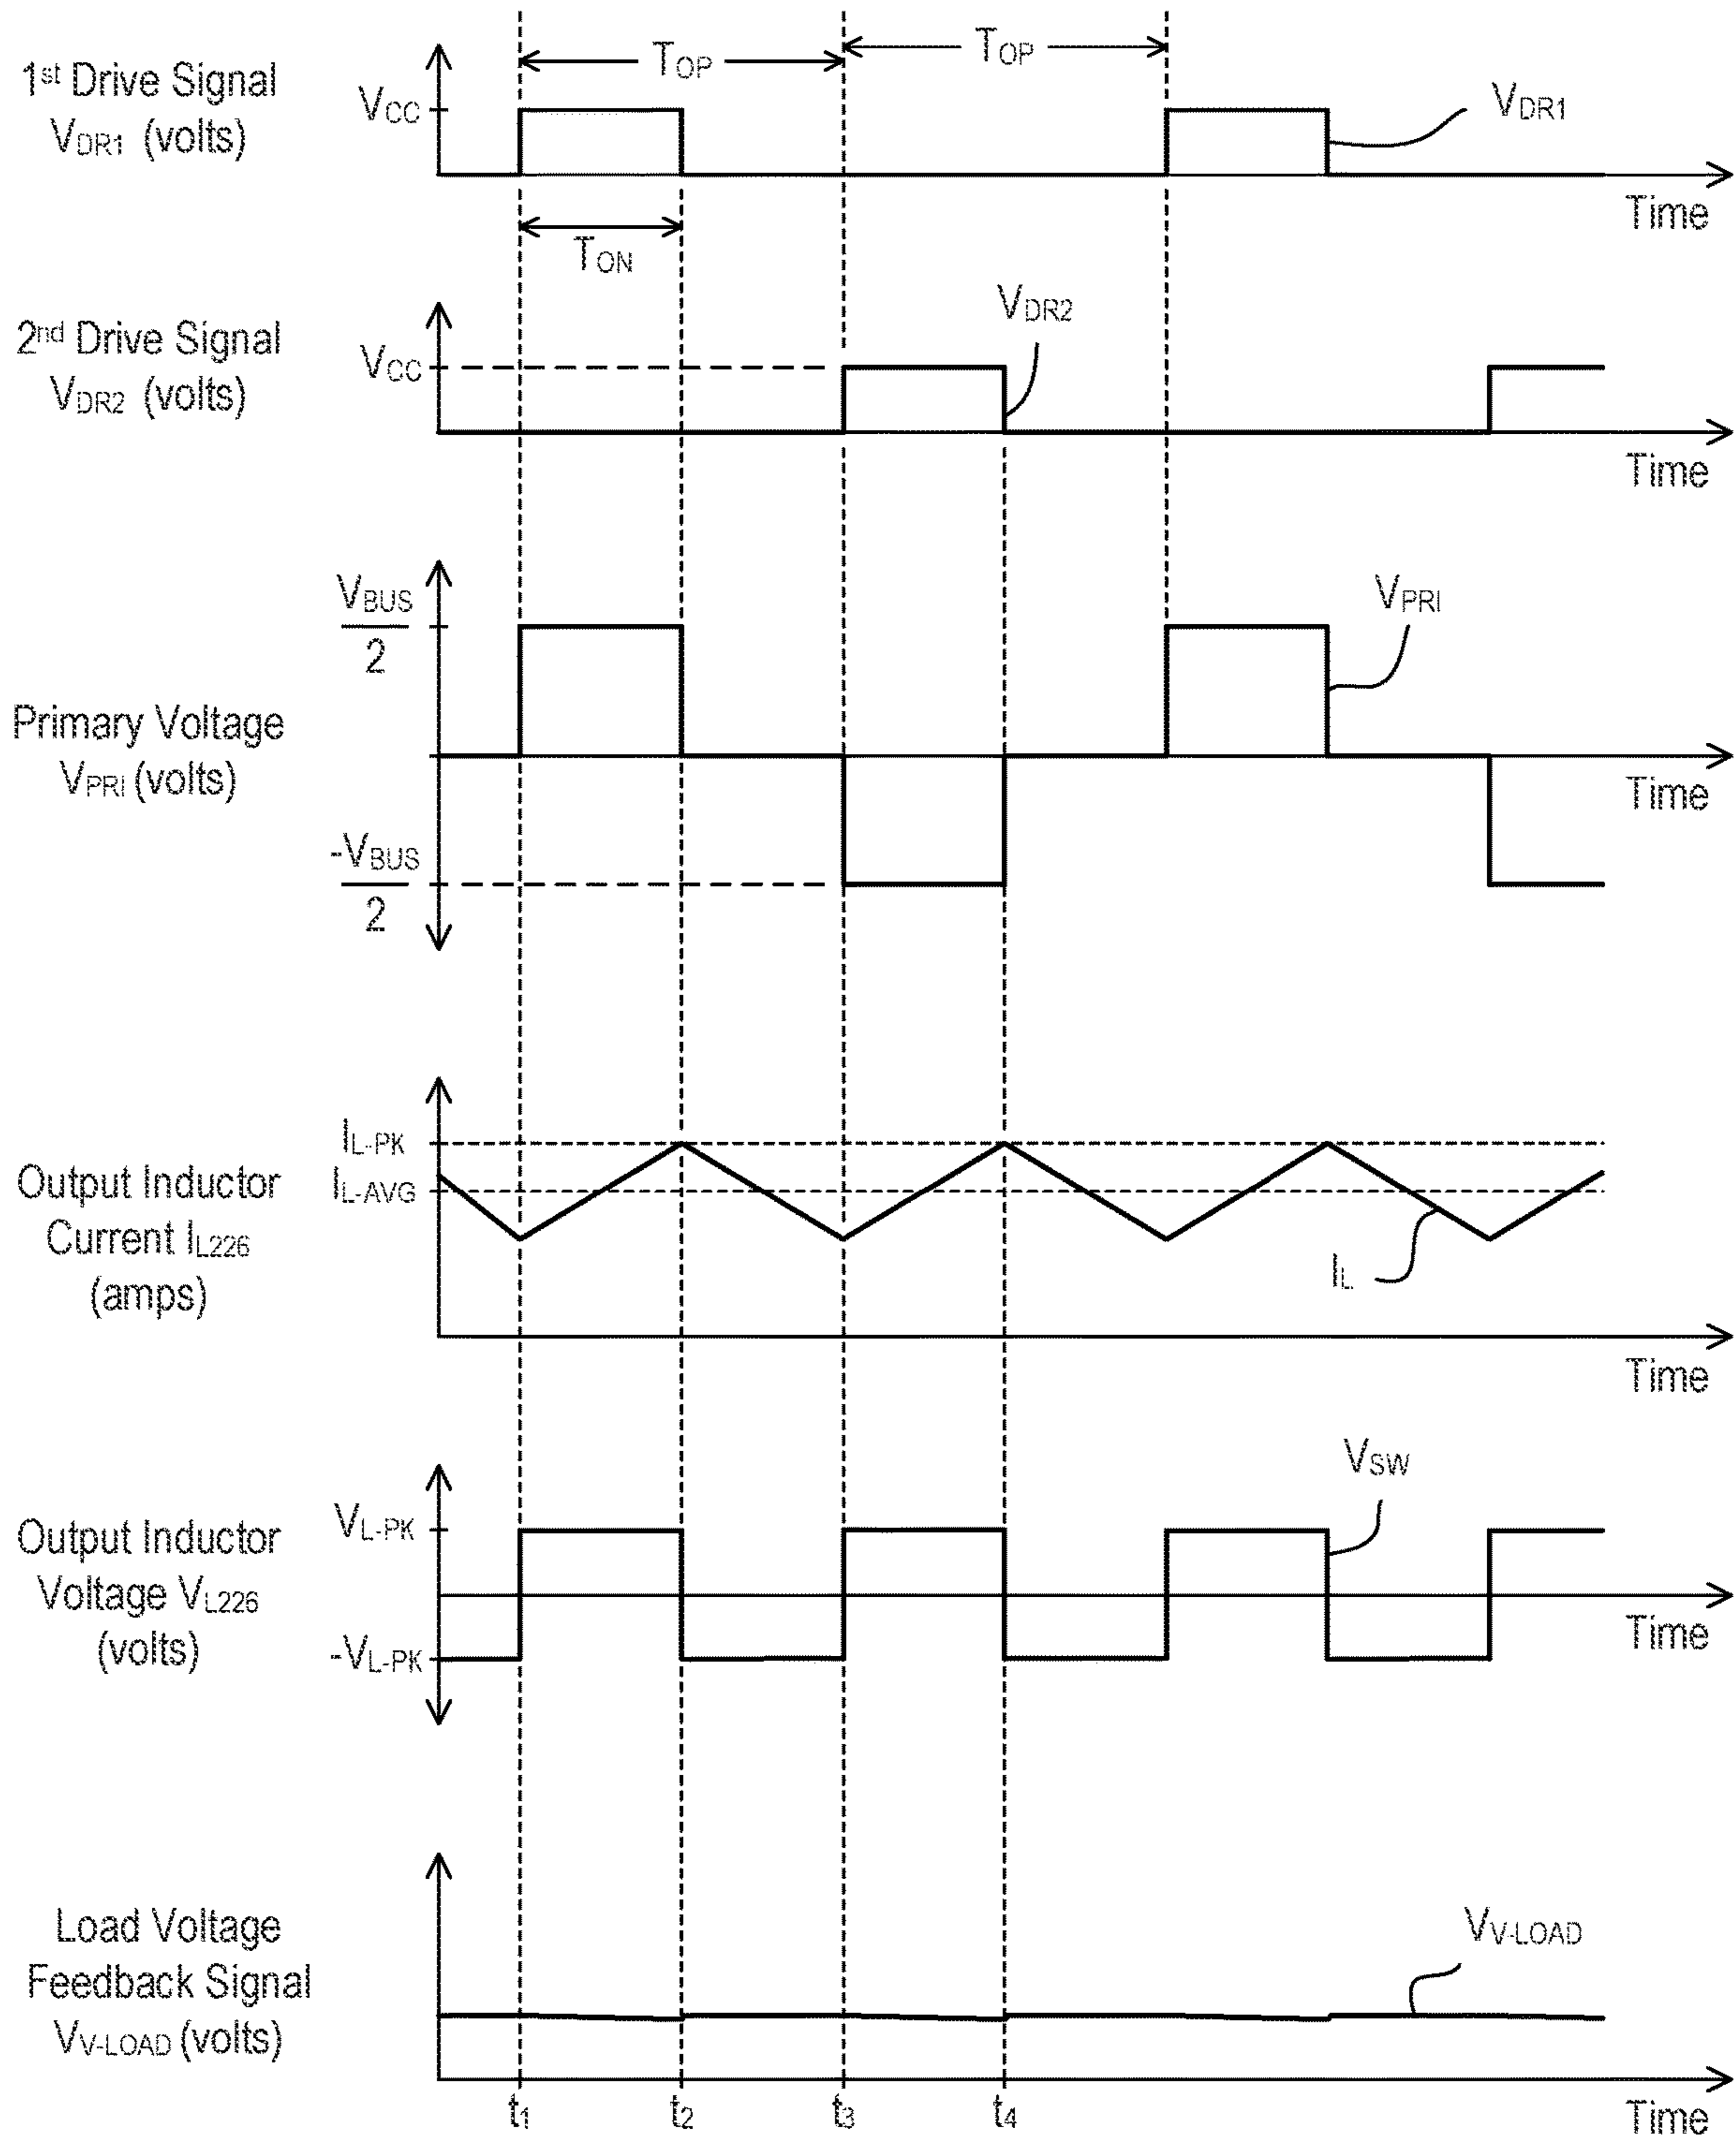 1st Drive Signal
VDR1 (volts)
VCC
TOP
TOP
VDR1
Time
TON
2nd Drive Signal
VDR2 (volts)
VCC
VDR2
Time
Primary Voltage
VPRI (volts)
VBUS
2
-VBUS
2
VPRI
Time
Output Inductor
Current IL226
(amps)
IL-PK
IL-AVG
IL
Time
Output Inductor
Voltage VL226
(volts)
VL-PK
-VL-PK
VSW
Time
Load Voltage
Feedback Signal
VV-LOAD (volts)
VV-LOAD
t1 t2 t3 t4
Time